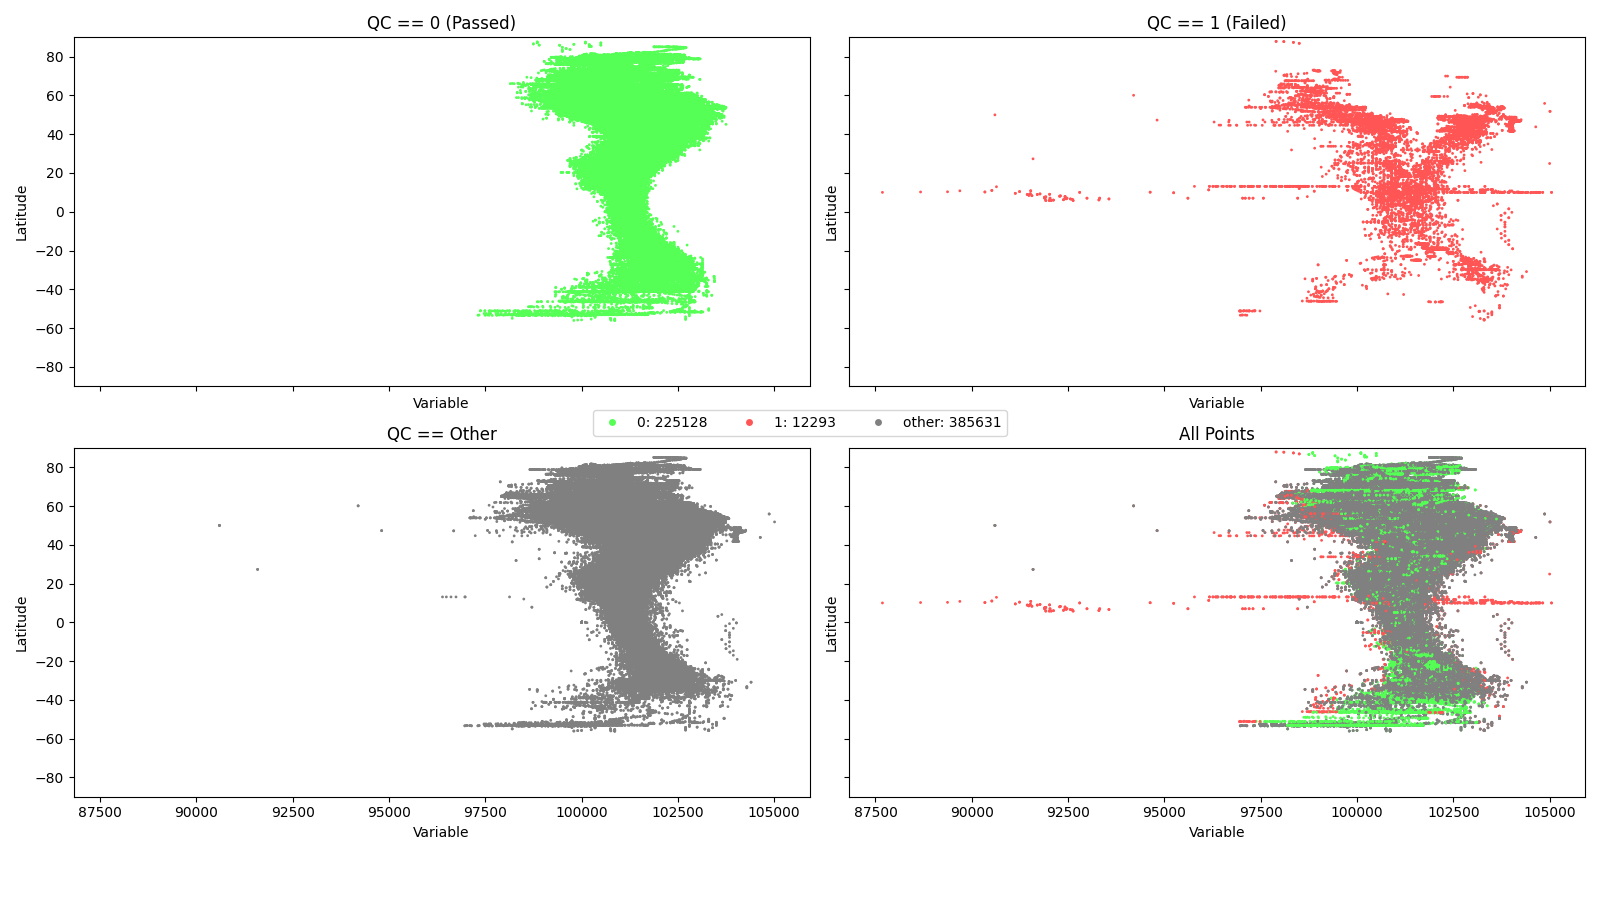 QC == 0 (Passed)
QC == 1 (Failed)
Latitude
80
60
40
20
0
−20
−40
−60
−80
Variable
Latitude
Variable
0: 225128 1: 12293 other: 385631
QC == Other
All Points
Latitude
80
60
40
20
0
−20
−40
−60
−80
87500 90000 92500 95000 97500 100000 102500 105000
Variable
Latitude
87500 90000 92500 95000 97500 100000 102500 105000
Variable